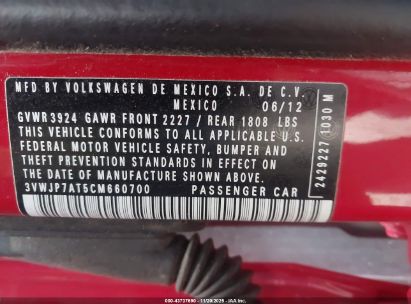 MFD BY VOLKSWAGEN DE MEXICO S.A. DE C.V.
MEXICO 06/12
GVWR 3924 GAWR FRONT 2227 / REAR 1808 LBS
THIS VEHICLE CONFORMS TO ALL APPLICABLE U.S.
FEDERAL MOTOR VEHICLE SAFETY, BUMPER AND
THEFT PREVENTION STANDARDS IN EFFECT ON
THE DATE OF MANUFACTURE SHOWN ABOVE.
3VWJP7AT5CM660700 PASSENGER CAR
2429227 1030 M